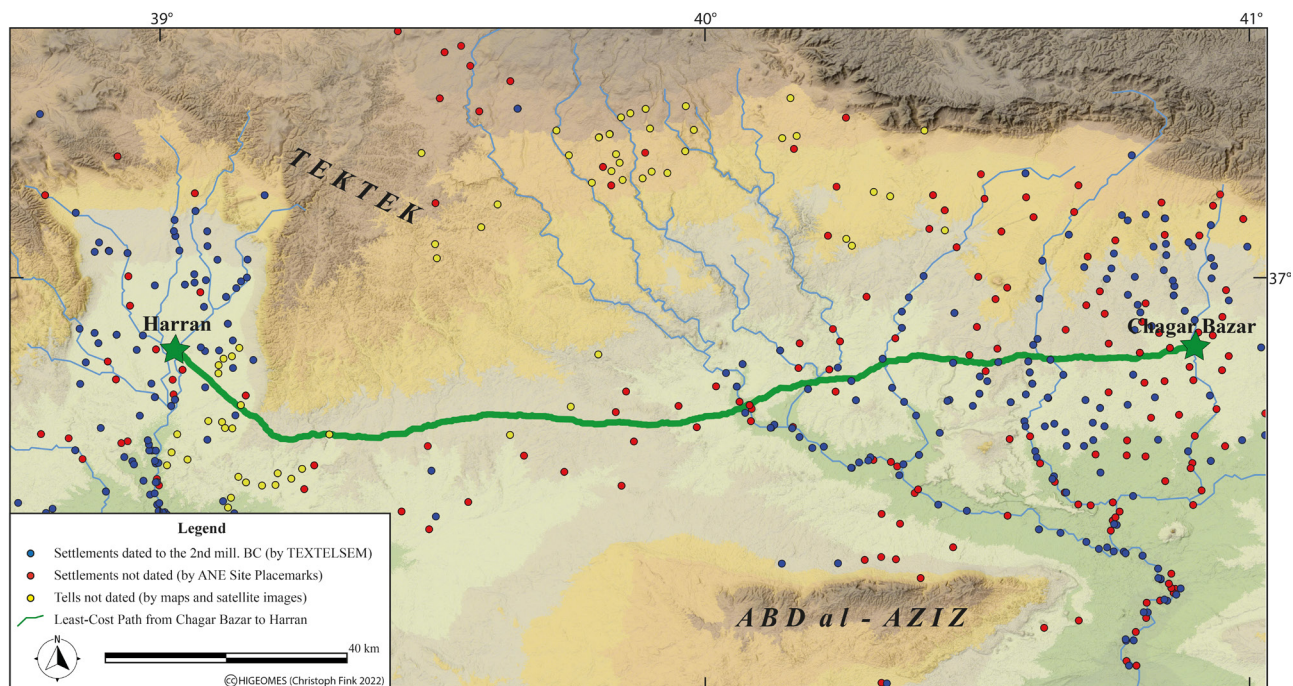 39°
40°
41°
TEKTEK
37°
Harran
Chagar Bazar
ABD al - AZIZ
Legend
Settlements dated to the 2nd mill. BC (by TEXTELSEM)
Settlements not dated (by ANE Site Placemarks)
Tells not dated (by maps and satellite images)
Least-Cost Path from Chagar Bazar to Harran
N
40 km
cc HIGEOMES (Christoph Fink 2022)